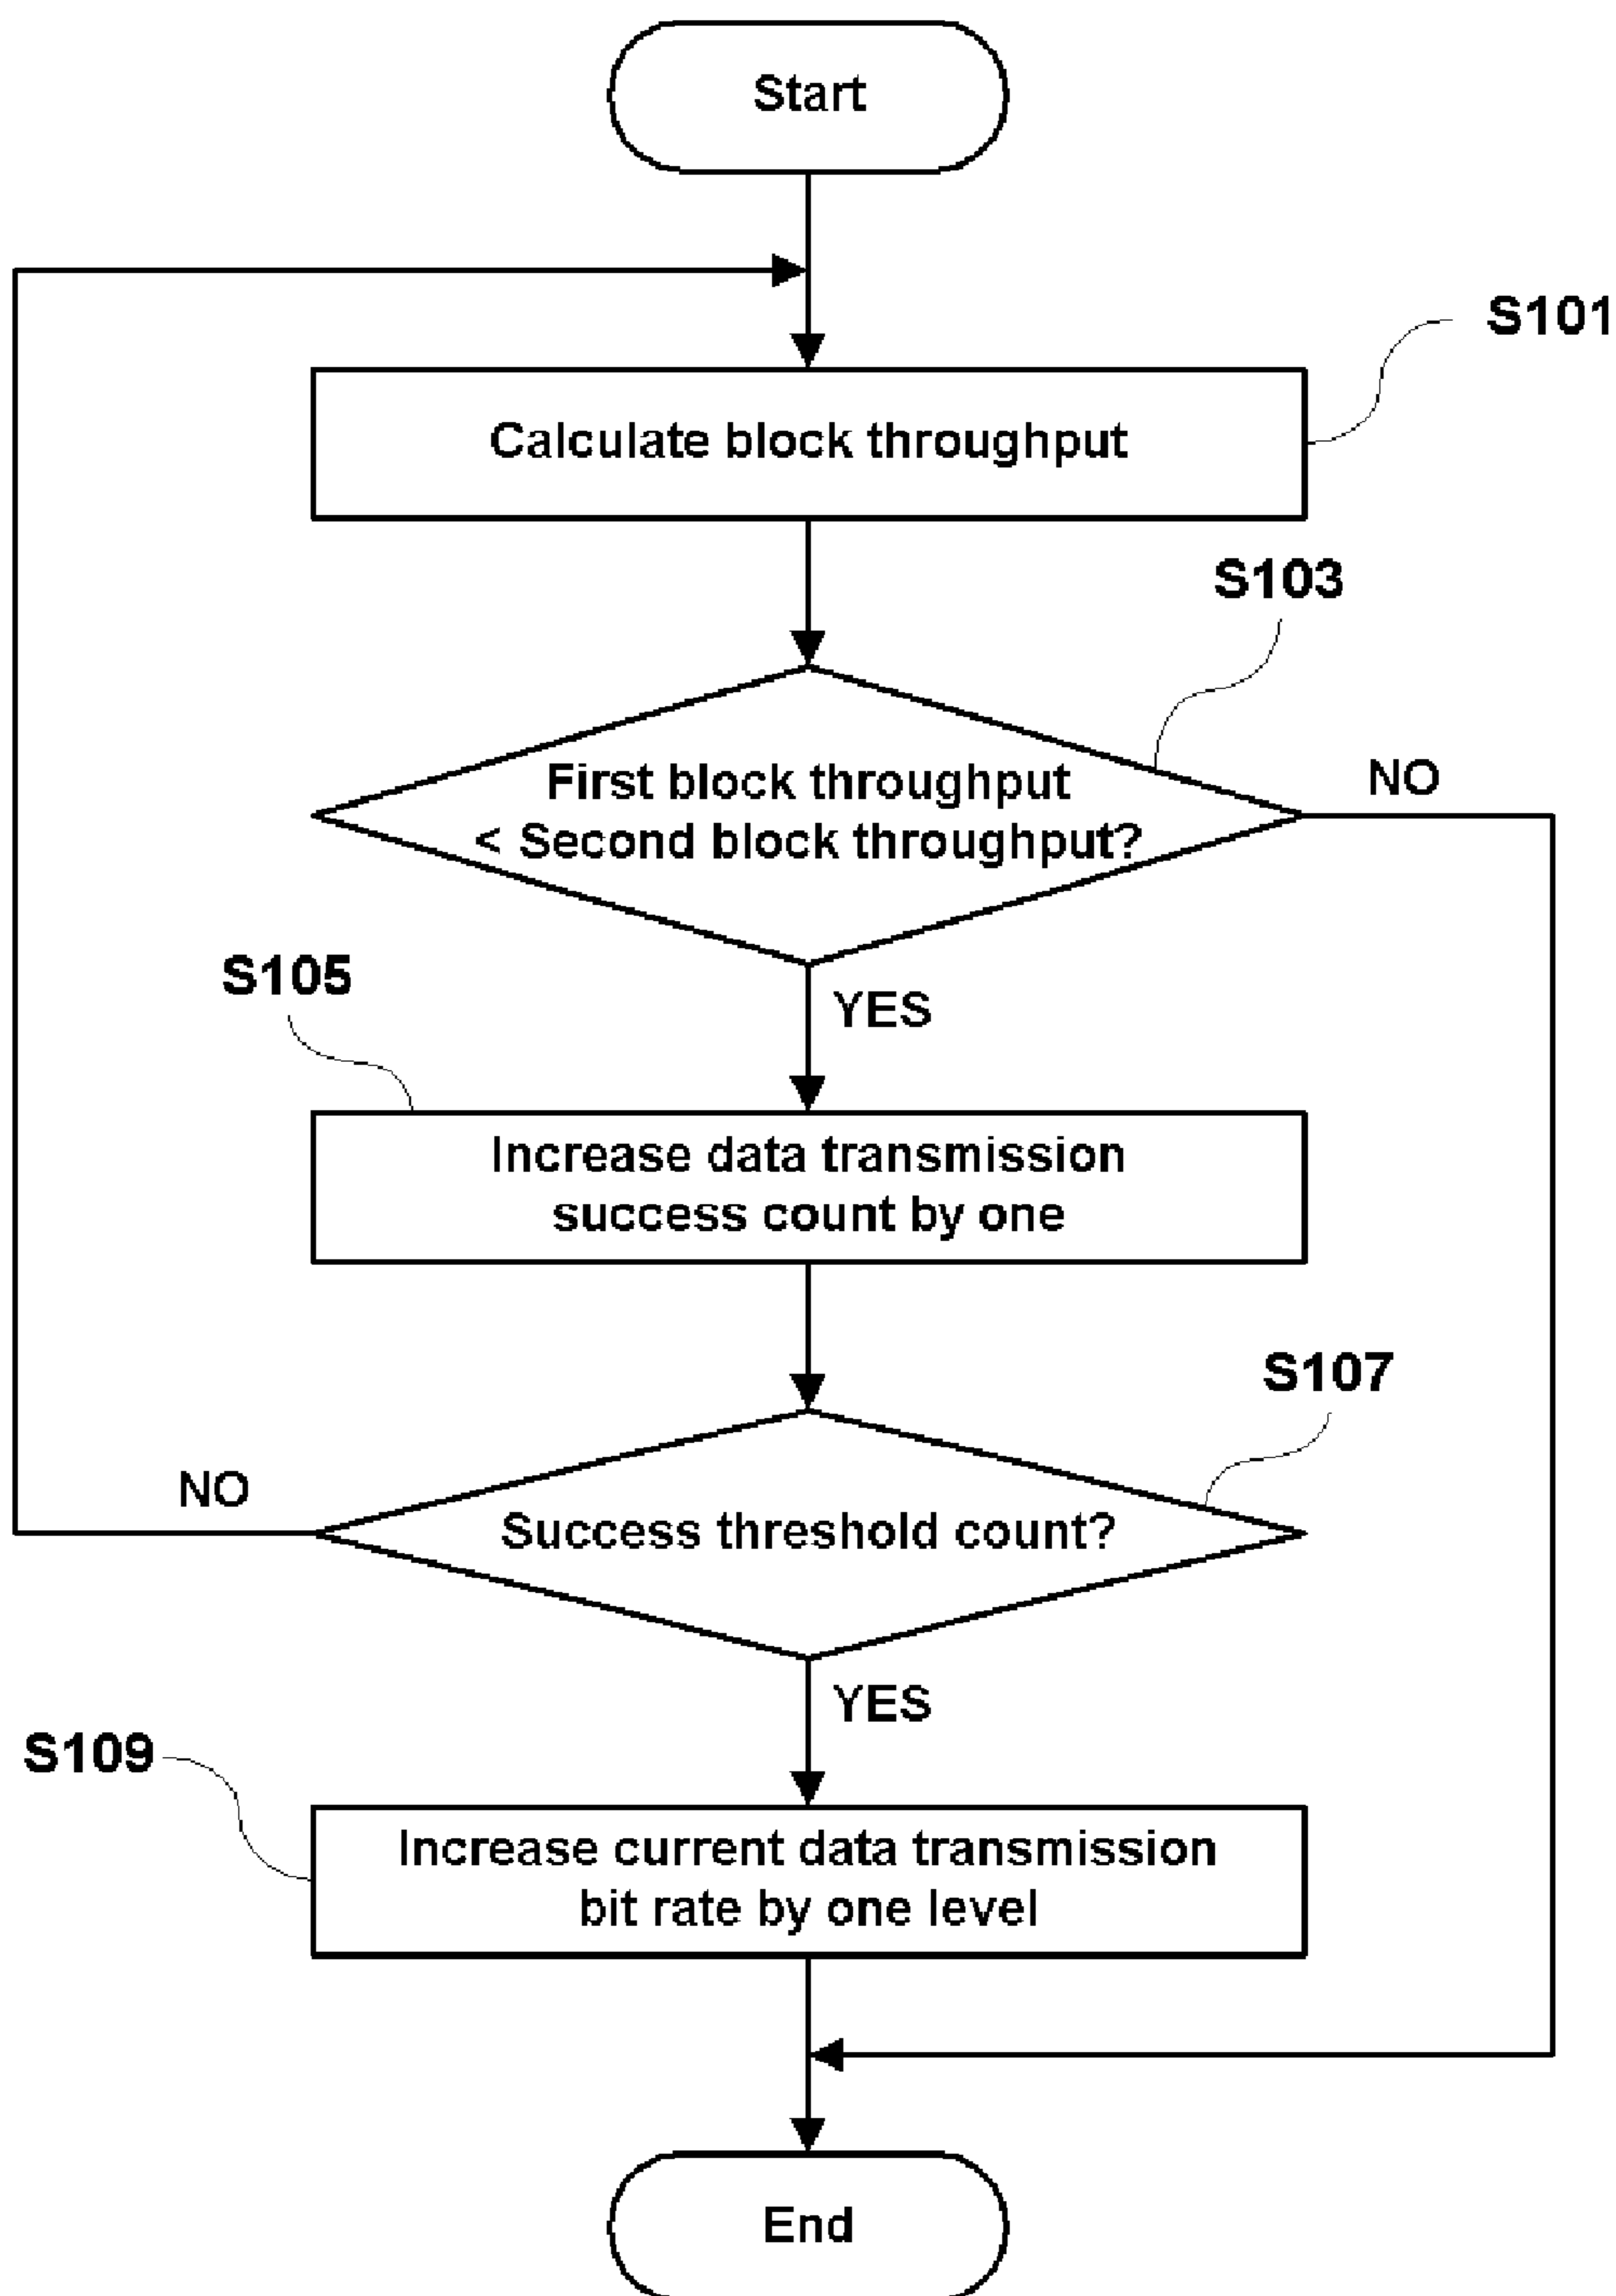 Start
S101
Calculate block throughput
S103
First block throughput
< Second block throughput?
NO
YES
S105
Increase data transmission
success count by one
S107
NO
Success threshold count?
YES
S109
Increase current data transmission
bit rate by one level
End